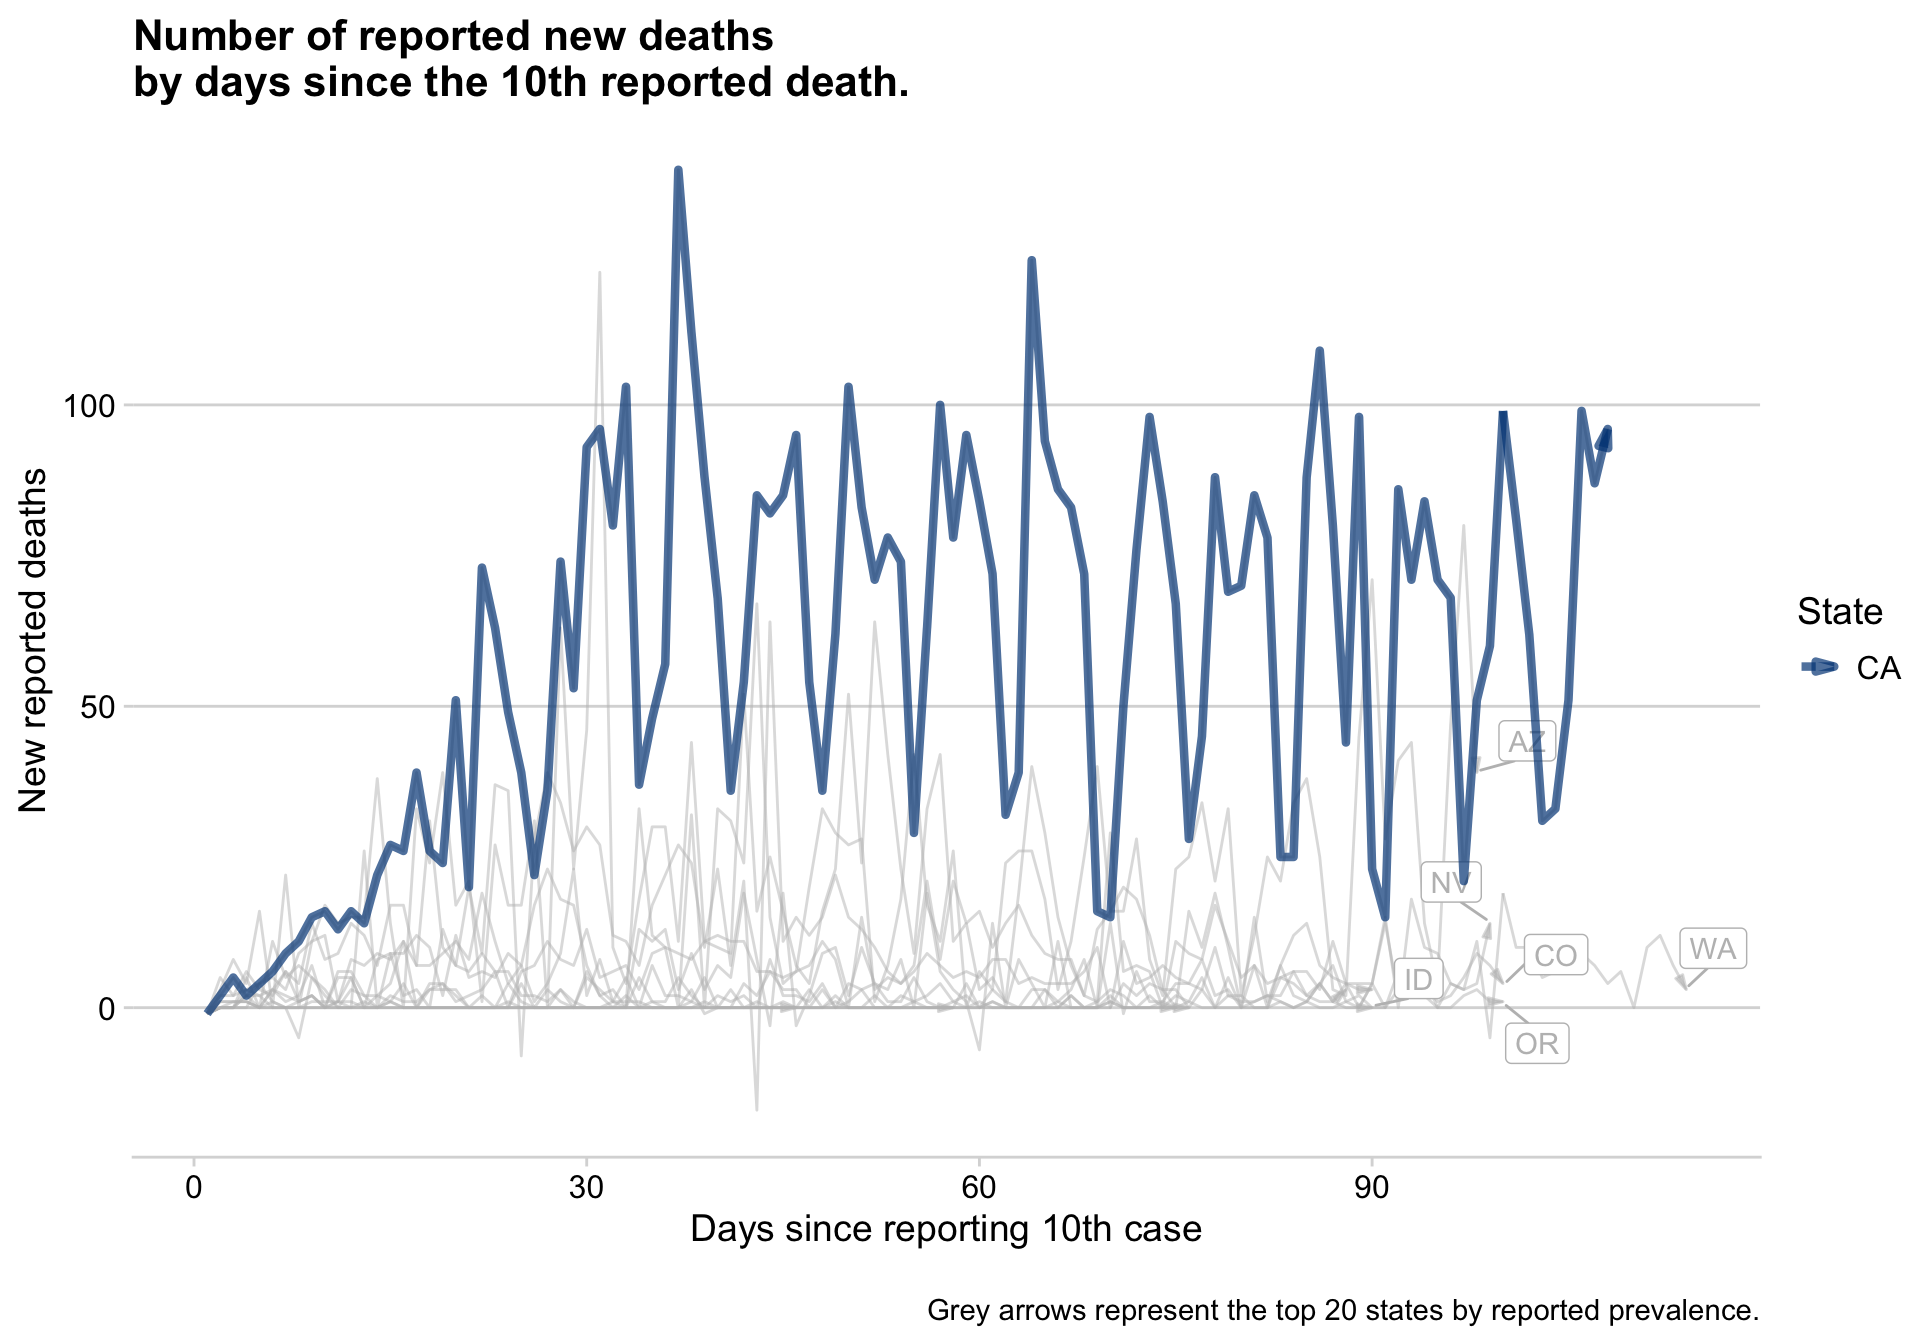 Number of reported new deaths
by days since the 10th reported death.
New reported deaths
100
50
0
AZ
NV
CO
WA
ID
OR
State
CA
0
30
60
90
Days since reporting 10th case
Grey arrows represent the top 20 states by reported prevalence.